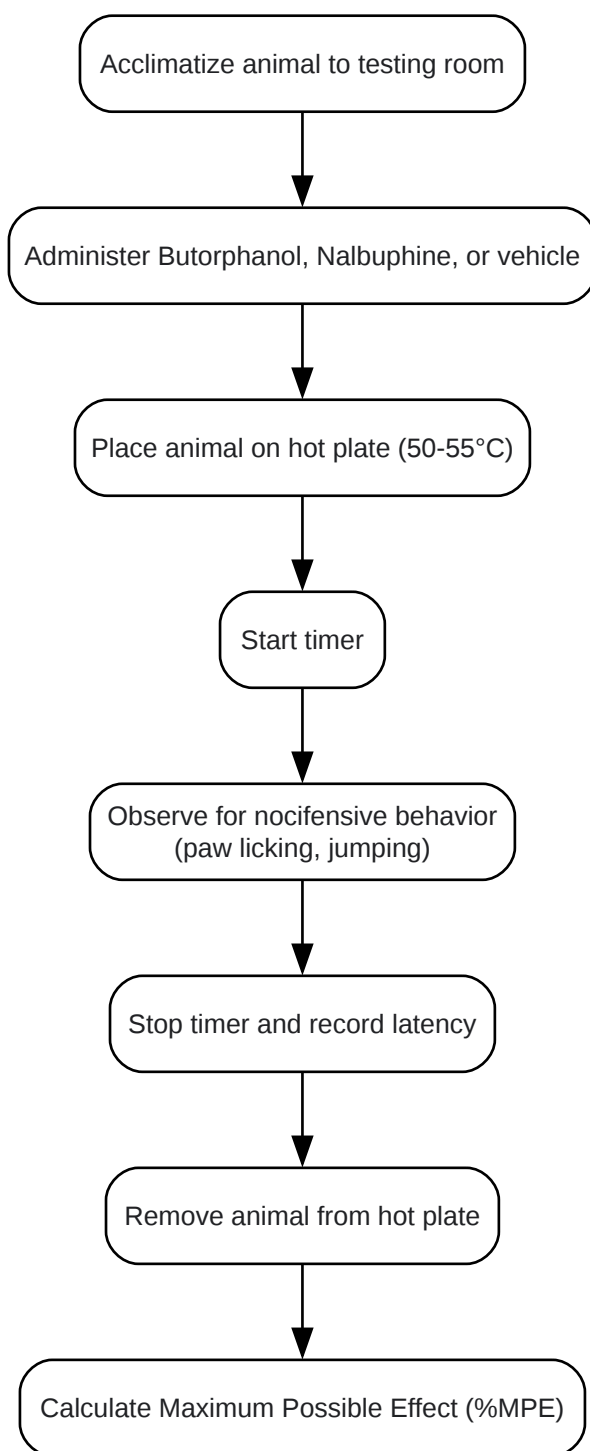 Acclimatize animal to testing room
Administer Butorphanol, Nalbuphine, or vehicle
Place animal on hot plate (50-55°C)
Start timer
Observe for nocifensive behavior
(paw licking, jumping)
Stop timer and record latency
Remove animal from hot plate
Calculate Maximum Possible Effect (%MPE)